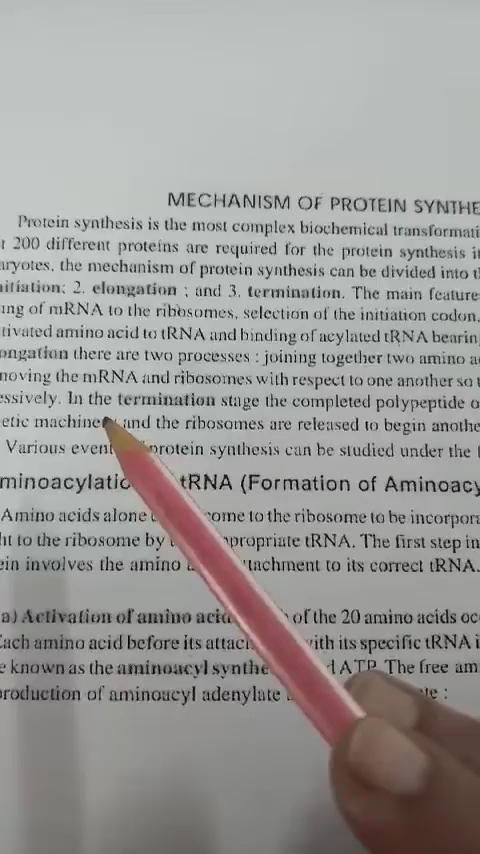 MECHANISM OF PROTEIN SYNTHE
Protein synthesis is the most complex biochemical transformati
200 different proteins are required for the protein synthesis i
aryotes, the mechanism of protein synthesis can be divided into t
nitiation; 2. elongation ; and 3. termination. The main feature
ing of mRNA to the ribosomes, selection of the initiation codon,
tivated amino acid to tRNA and binding of acylated tRNA bearin
ongation there are two processes : joining together two amino a
moving the mRNA and ribosomes with respect to one another so t
essively. In the termination stage the completed polypeptide o
etic machiner and the ribosomes are released to begin anothe
Various event protein synthesis can be studied under the
minoacylatio tRNA (Formation of Aminoacy
Amino acids alone come to the ribosome to be incorpora
ht to the ribosome by propriate tRNA. The first step in
ein involves the amino tachment to its correct tRNA.
a) Activation of amino acid of the 20 amino acids oc
Each amino acid before its attac with its specific tRNA i
e known as the aminoacyl synthe d ATP. The free am
production of aminoacyl adenylate te :